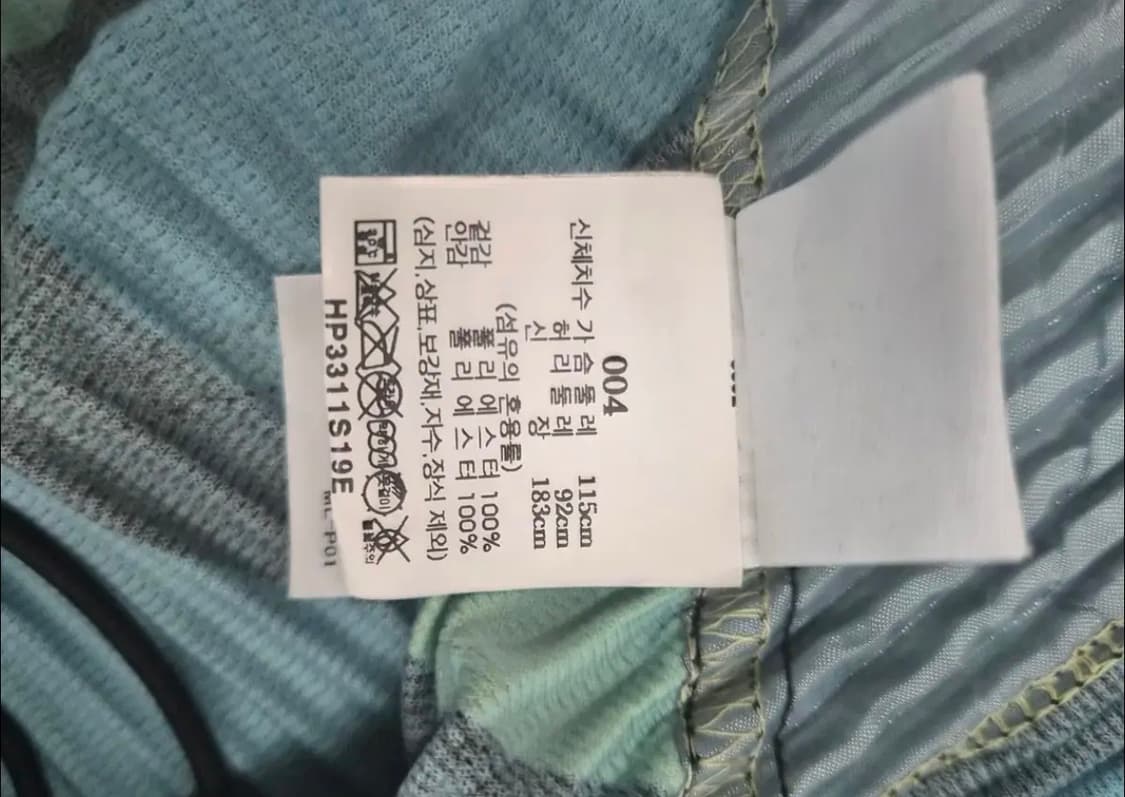 004
신체치수 가슴둘레 115cm
허리둘레 92cm
신장 183cm
(섬유의 혼용률)
겉감 폴리에스터 100%
안감 폴리에스터 100%
(심지,상표,보강재,자수,장식 제외)
HP3311S19E